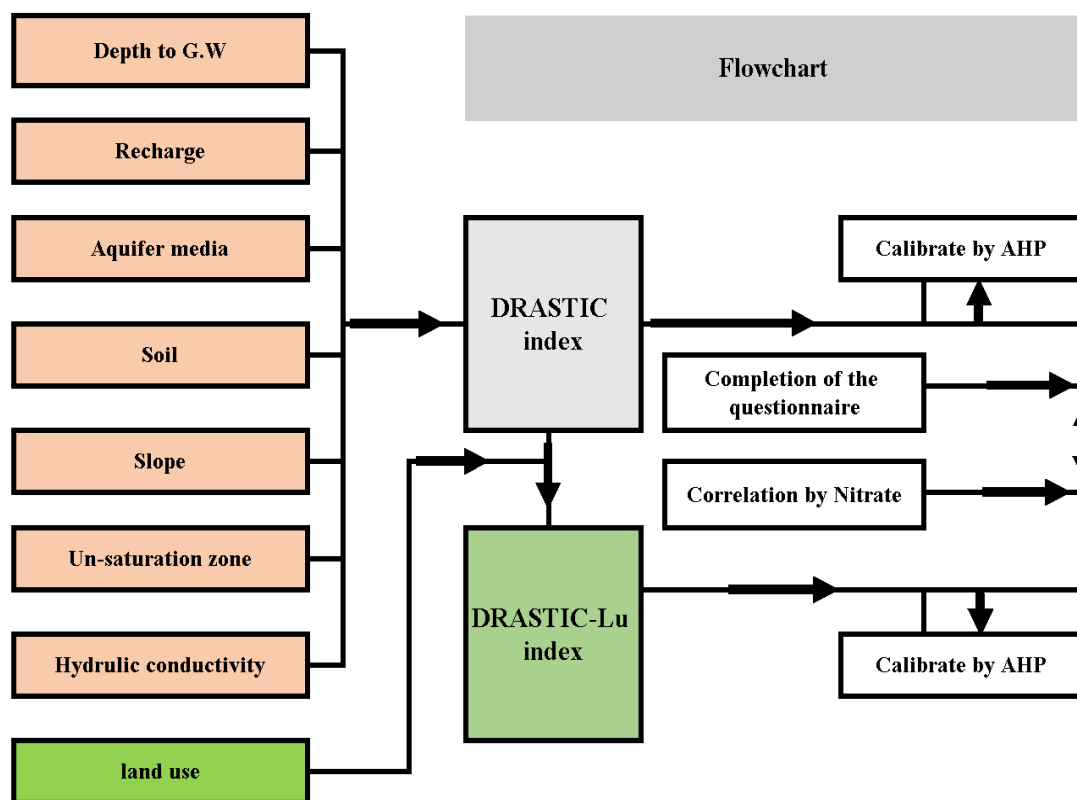 Depth to G.W
Flowchart
Recharge
Aquifer media
Calibrate by AHP
DRASTIC
index
Soil
Completion of the
questionnaire
Slope
Correlation by Nitrate
Un-saturation zone
DRASTIC-Lu
index
Hydrulic conductivity
Calibrate by AHP
land use